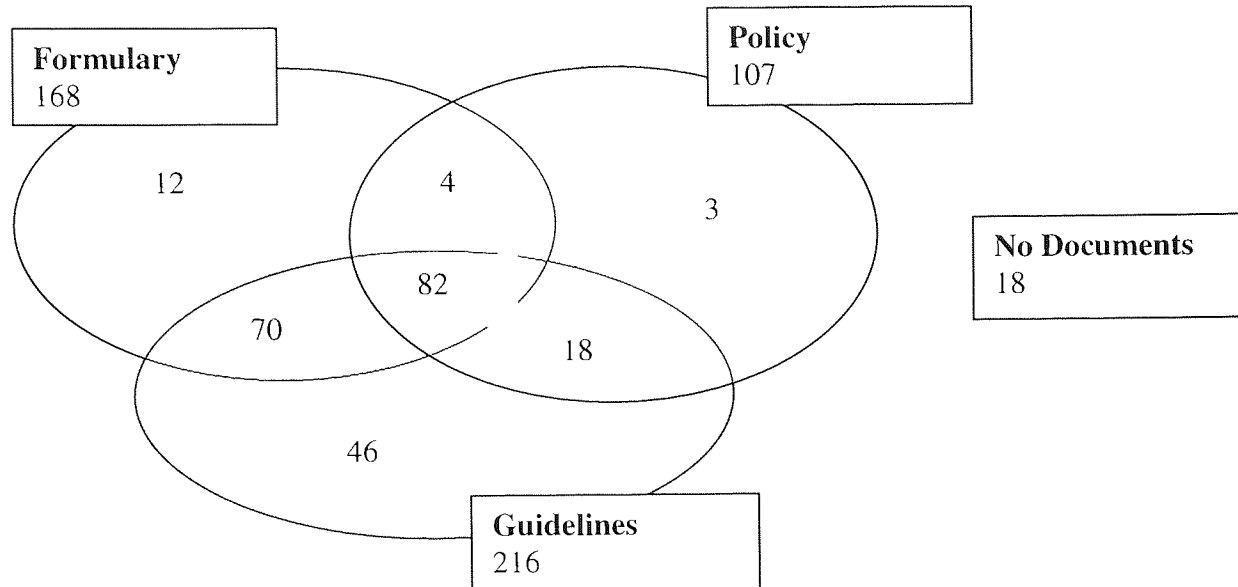 Formulary
168
Policy
107
12
4
3
No Documents
18
82
70
18
46
Guidelines
216